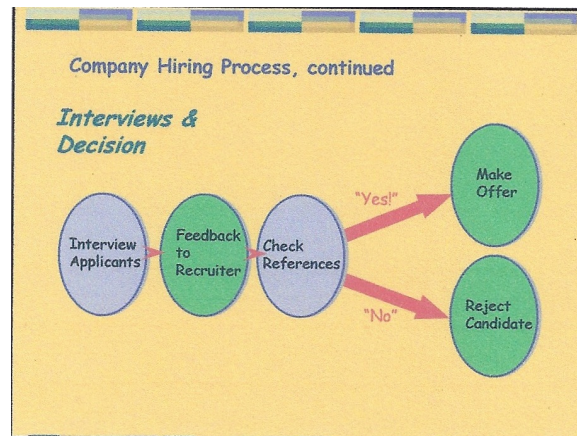 Company Hiring Process, continued
Interviews &
Decision
Interview
Applicants
Feedback
to
Recruiter
Check
References
"Yes!"
Make
Offer
"No"
Reject
Candidate